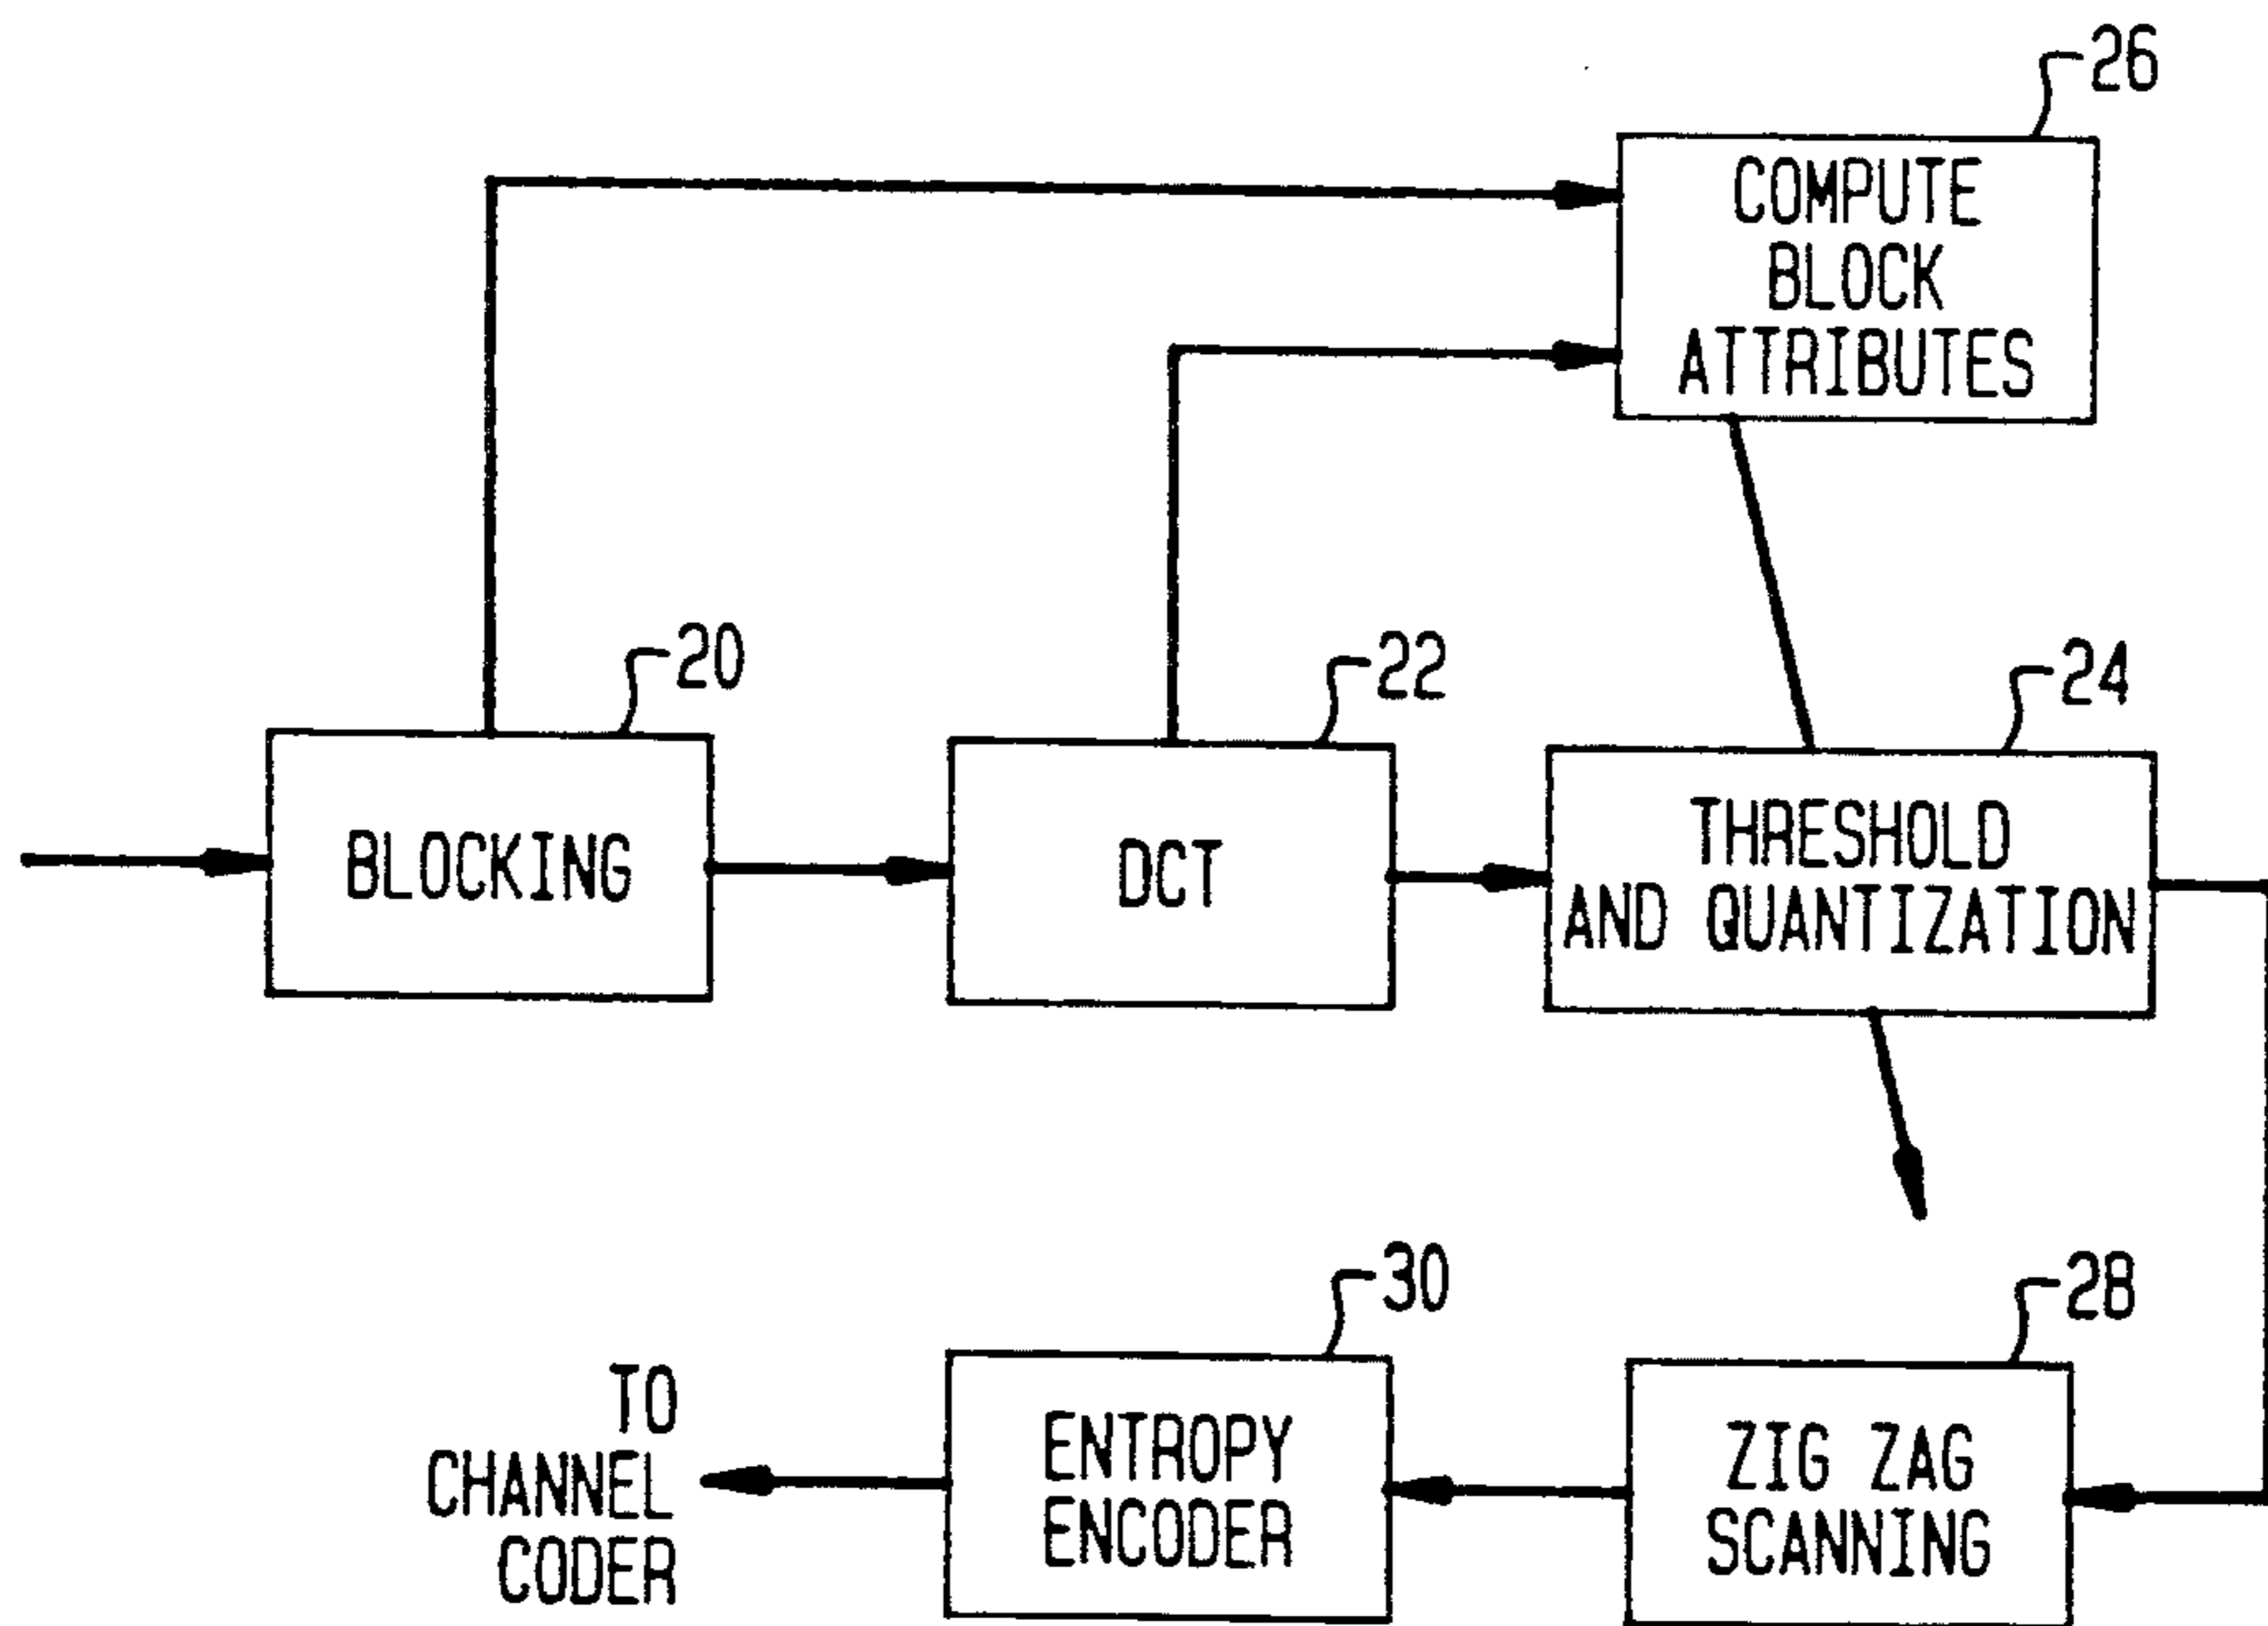 26
COMPUTE
BLOCK
ATTRIBUTES
20
22
24
BLOCKING
DCT
THRESHOLD
AND QUANTIZATION
30
28
TO
CHANNEL
CODER
ENTROPY
ENCODER
ZIG ZAG
SCANNING